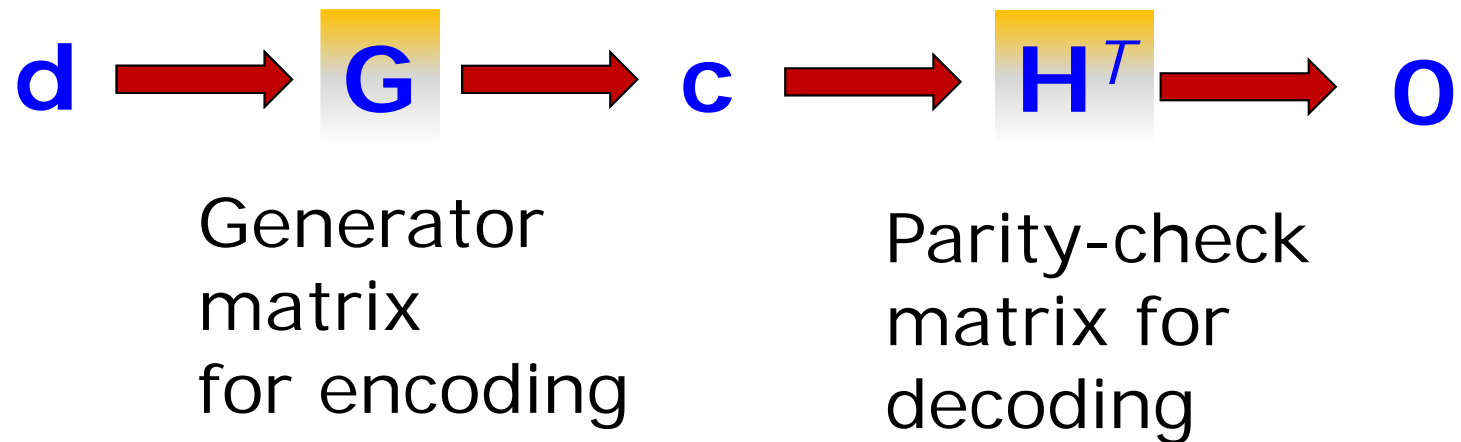 d G c H^T 0
Generator
matrix
for encoding
Parity-check
matrix for
decoding